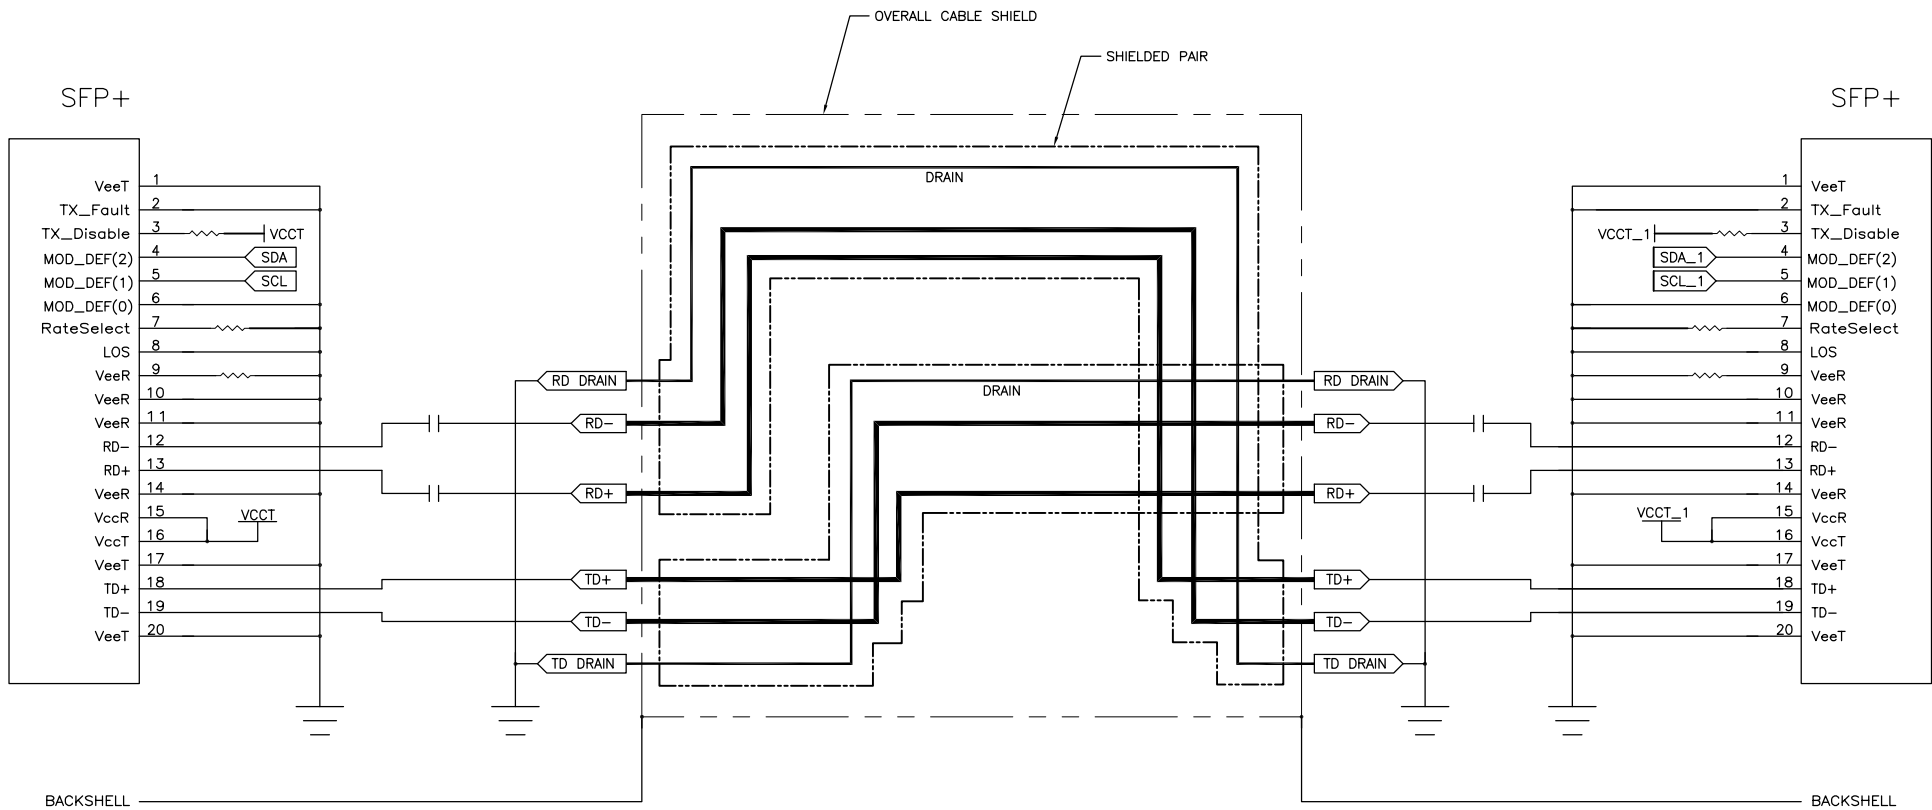 OVERALL CABLE SHIELD
SHIELDED PAIR
SFP+
SFP+
VeeT 1
TX_Fault 2
TX_Disable 3 VCCT
MOD_DEF(2) 4 SDA
MOD_DEF(1) 5 SCL
MOD_DEF(0) 6
RateSelect 7
LOS 8
VeeR 9
VeeR 10
VeeR 11
RD- 12
RD+ 13
VeeR 14
VccR 15
VCCT
VccT 16
VeeT 17
TD+ 18
TD- 19
VeeT 20
BACKSHELL
DRAIN
DRAIN
RD DRAIN
RD-
RD+
TD+
TD-
TD DRAIN
RD DRAIN
RD-
RD+
TD+
TD-
TD DRAIN
1 VeeT
2 TX_Fault
VCCT_1 3 TX_Disable
SDA_1 4 MOD_DEF(2)
SCL_1 5 MOD_DEF(1)
6 MOD_DEF(0)
7 RateSelect
8 LOS
9 VeeR
10 VeeR
11 VeeR
12 RD-
13 RD+
14 VeeR
VCCT_1
15 VccR
16 VccT
17 VeeT
18 TD+
19 TD-
20 VeeT
BACKSHELL